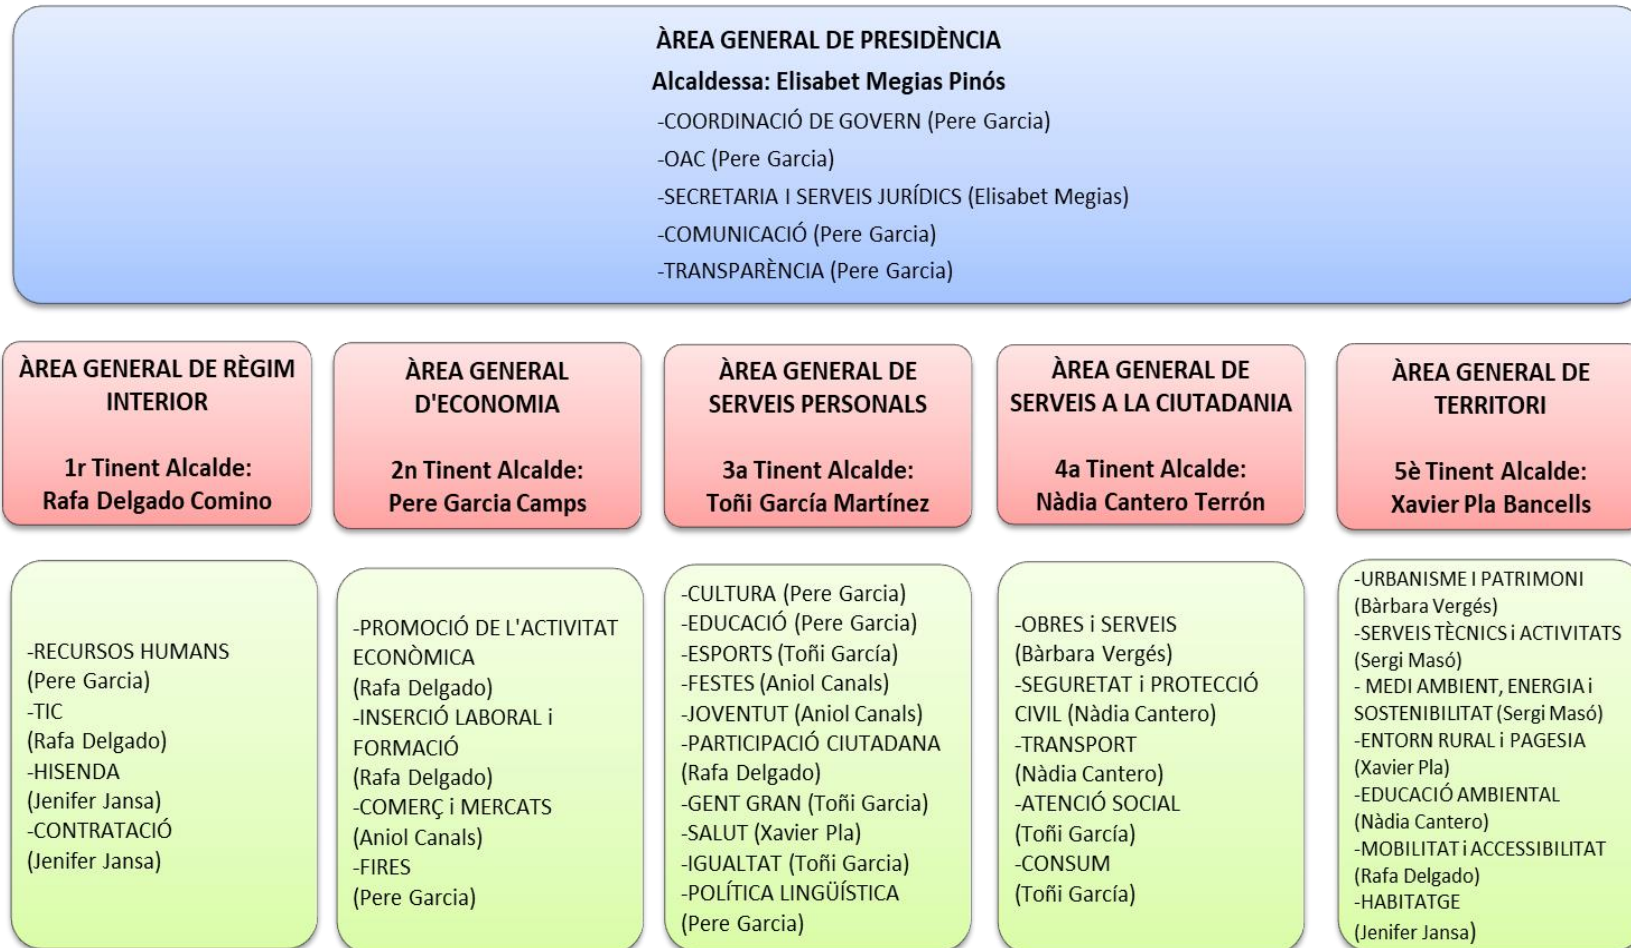 ÀREA GENERAL DE PRESIDÈNCIA
Alcaldessa: Elisabet Megias Pinós
-COORDINACIÓ DE GOVERN (Pere Garcia)
-OAC (Pere Garcia)
-SECRETARIA I SERVEIS JURÍDICS (Elisabet Megias)
-COMUNICACIÓ (Pere Garcia)
-TRANSPARÈNCIA (Pere Garcia)
ÀREA GENERAL DE RÈGIM
INTERIOR
1r Tinent Alcalde:
Rafa Delgado Comino
ÀREA GENERAL
D'ECONOMIA
2n Tinent Alcalde:
Pere Garcia Camps
ÀREA GENERAL DE
SERVEIS PERSONALS
3a Tinent Alcalde:
Toñi García Martínez
ÀREA GENERAL DE
SERVEIS A LA CIUTADANIA
4a Tinent Alcalde:
Nàdia Cantero Terrón
ÀREA GENERAL DE
TERRITORI
5è Tinent Alcalde:
Xavier Pla Bancells
-RECURSOS HUMANS
(Pere Garcia)
-TIC
(Rafa Delgado)
-HISENDA
(Jenifer Jansa)
-CONTRATACIÓ
(Jenifer Jansa)
-PROMOCIÓ DE L'ACTIVITAT
ECONÒMICA
(Rafa Delgado)
-INSERCIÓ LABORAL i
FORMACIÓ
(Rafa Delgado)
-COMERÇ i MERCATS
(Aniol Canals)
-FIRES
(Pere Garcia)
-CULTURA (Pere Garcia)
-EDUCACIÓ (Pere Garcia)
-ESPORTS (Toñi García)
-FESTES (Aniol Canals)
-JOVENTUT (Aniol Canals)
-PARTICIPACIÓ CIUTADANA
(Rafa Delgado)
-GENT GRAN (Toñi Garcia)
-SALUT (Xavier Pla)
-IGUALTAT (Toñi Garcia)
-POLÍTICA LINGÜÍSTICA
(Pere Garcia)
-OBRES i SERVEIS
(Bàrbara Vergés)
-SEGURETAT i PROTECCIÓ
CIVIL (Nàdia Cantero)
-TRANSPORT
(Nàdia Cantero)
-ATENCIÓ SOCIAL
(Toñi García)
-CONSUM
(Toñi García)
-URBANISME I PATRIMONI
(Bàrbara Vergés)
-SERVEIS TÈCNICS i ACTIVITATS
(Sergi Masó)
- MEDI AMBIENT, ENERGIA i
SOSTENIBILITAT (Sergi Masó)
-ENTORN RURAL i PAGESIA
(Xavier Pla)
-EDUCACIÓ AMBIENTAL
(Nàdia Cantero)
-MOBILITAT i ACCESSIBILITAT
(Rafa Delgado)
-HABITATGE
(Jenifer Jansa)